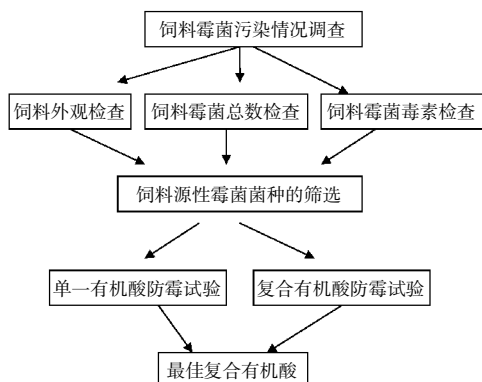 饲料霉菌污染情况调查
饲料外观检查
饲料霉菌总数检查
饲料霉菌毒素检查
饲料源性霉菌菌种的筛选
单一有机酸防霉试验
复合有机酸防霉试验
最佳复合有机酸